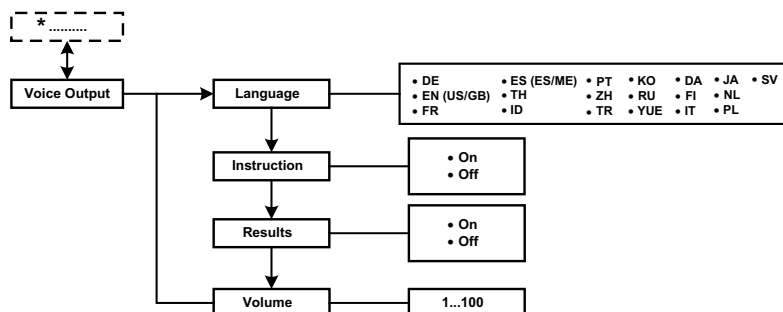 * ..........
Voice Output
Language
• DE • ES (ES/ME) • PT • KO • DA • JA • SV
• EN (US/GB) • TH • ZH • RU • FI • NL
• FR • ID • TR • YUE • IT • PL
Instruction
• On
• Off
Results
• On
• Off
Volume
1...100